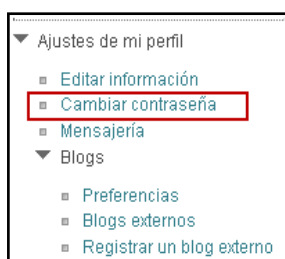 Ajustes de mi perfil
Editar información
Cambiar contraseña
Mensajería
Blogs
Preferencias
Blogs externos
Registrar un blog externo